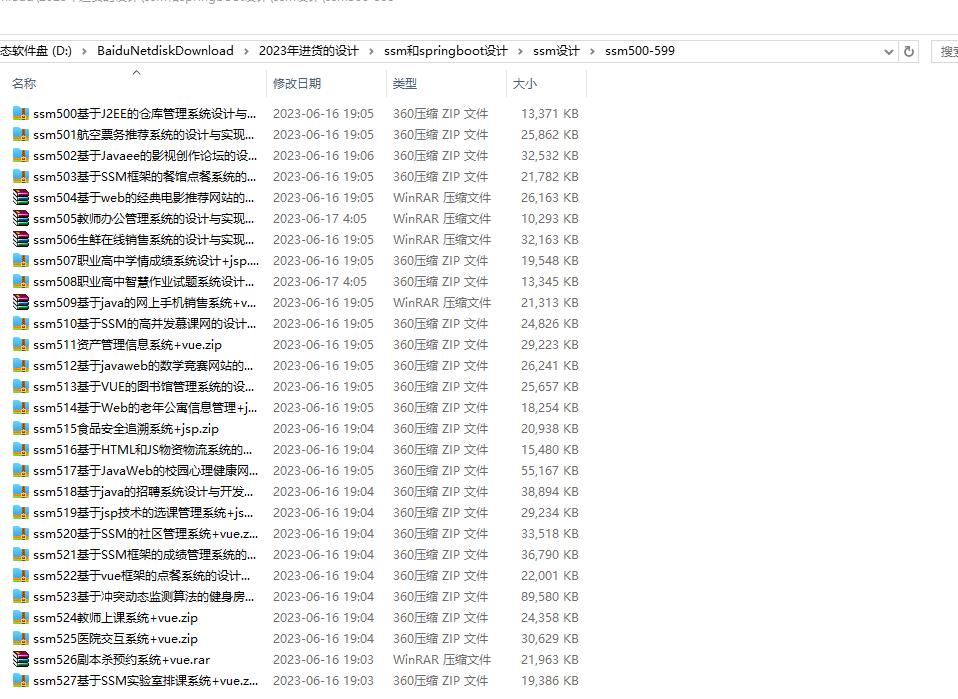 态软件盘 (D:) › BaiduNetdiskDownload › 2023年进货的设计 › ssm和springboot设计 › ssm设计 › ssm500-599 搜索
名称 修改日期 类型 大小
ssm500基于J2EE的仓库管理系统设计与... 2023-06-16 19:05 360压缩 ZIP 文件 13,371 KB
ssm501航空票务推荐系统的设计与实现... 2023-06-16 19:05 360压缩 ZIP 文件 25,862 KB
ssm502基于Javaee的影视创作论坛的设... 2023-06-16 19:06 360压缩 ZIP 文件 32,532 KB
ssm503基于SSM框架的餐馆点餐系统的... 2023-06-16 19:05 360压缩 ZIP 文件 21,782 KB
ssm504基于web的经典电影推荐网站的... 2023-06-16 19:05 WinRAR 压缩文件 26,163 KB
ssm505教师办公管理系统的设计与实现... 2023-06-17 4:05 WinRAR 压缩文件 10,293 KB
ssm506生鲜在线销售系统的设计与实现... 2023-06-16 19:05 WinRAR 压缩文件 32,163 KB
ssm507职业高中学情成绩系统设计+jsp.... 2023-06-16 19:05 360压缩 ZIP 文件 19,548 KB
ssm508职业高中智慧作业试题系统设计... 2023-06-17 4:05 360压缩 ZIP 文件 13,345 KB
ssm509基于java的网上手机销售系统+v... 2023-06-16 19:05 WinRAR 压缩文件 21,313 KB
ssm510基于SSM的高并发慕课网的设计... 2023-06-16 19:05 360压缩 ZIP 文件 24,826 KB
ssm511资产管理信息系统+vue.zip 2023-06-16 19:05 360压缩 ZIP 文件 29,223 KB
ssm512基于javaweb的数学竞赛网站的... 2023-06-16 19:05 360压缩 ZIP 文件 26,241 KB
ssm513基于VUE的图书馆管理系统的设... 2023-06-16 19:05 360压缩 ZIP 文件 25,657 KB
ssm514基于Web的老年公寓信息管理+j... 2023-06-16 19:05 360压缩 ZIP 文件 18,254 KB
ssm515食品安全追溯系统+jsp.zip 2023-06-16 19:04 360压缩 ZIP 文件 20,938 KB
ssm516基于HTML和JS物资物流系统的... 2023-06-16 19:04 360压缩 ZIP 文件 15,480 KB
ssm517基于JavaWeb的校园心理健康网... 2023-06-16 19:05 360压缩 ZIP 文件 55,167 KB
ssm518基于java的招聘系统设计与开发... 2023-06-16 19:04 360压缩 ZIP 文件 38,894 KB
ssm519基于jsp技术的选课管理系统+js... 2023-06-16 19:04 360压缩 ZIP 文件 29,234 KB
ssm520基于SSM的社区管理系统+vue.z... 2023-06-16 19:04 360压缩 ZIP 文件 33,518 KB
ssm521基于SSM框架的成绩管理系统的... 2023-06-16 19:04 360压缩 ZIP 文件 36,790 KB
ssm522基于vue框架的点餐系统的设计... 2023-06-16 19:04 360压缩 ZIP 文件 22,001 KB
ssm523基于冲突动态监测算法的健身房... 2023-06-16 19:04 360压缩 ZIP 文件 89,580 KB
ssm524教师上课系统+vue.zip 2023-06-16 19:04 360压缩 ZIP 文件 24,358 KB
ssm525医院交互系统+vue.zip 2023-06-16 19:04 360压缩 ZIP 文件 30,629 KB
ssm526剧本杀预约系统+vue.rar 2023-06-16 19:03 WinRAR 压缩文件 21,963 KB
ssm527基于SSM实验室排课系统+vue.z... 2023-06-16 19:03 360压缩 ZIP 文件 19,386 KB